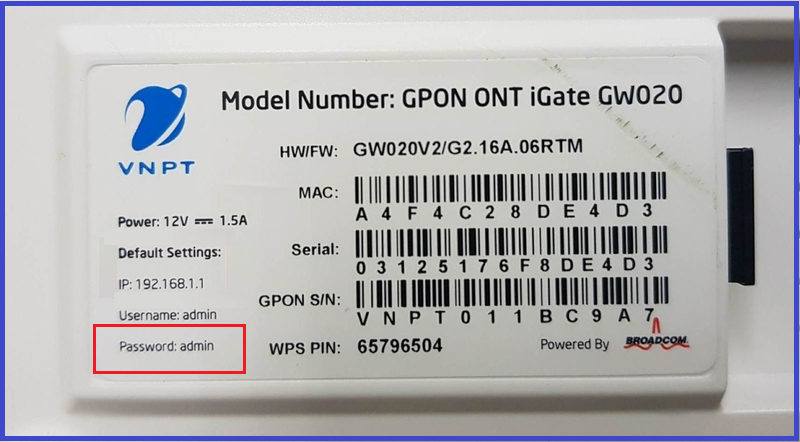 Model Number: GPON ONT iGate GW020
VNPT
HW/FW: GW020V2/G2.16A.06RTM
MAC: A4F4C28DE4D3
Power: 12V 1.5A
Default Settings:
Serial: 03125176F8DE4D3
IP: 192.168.1.1
GPON S/N: VNPT011BC9A7
Username: admin
Password: admin
WPS PIN: 65796504
Powered By BROADCOM.